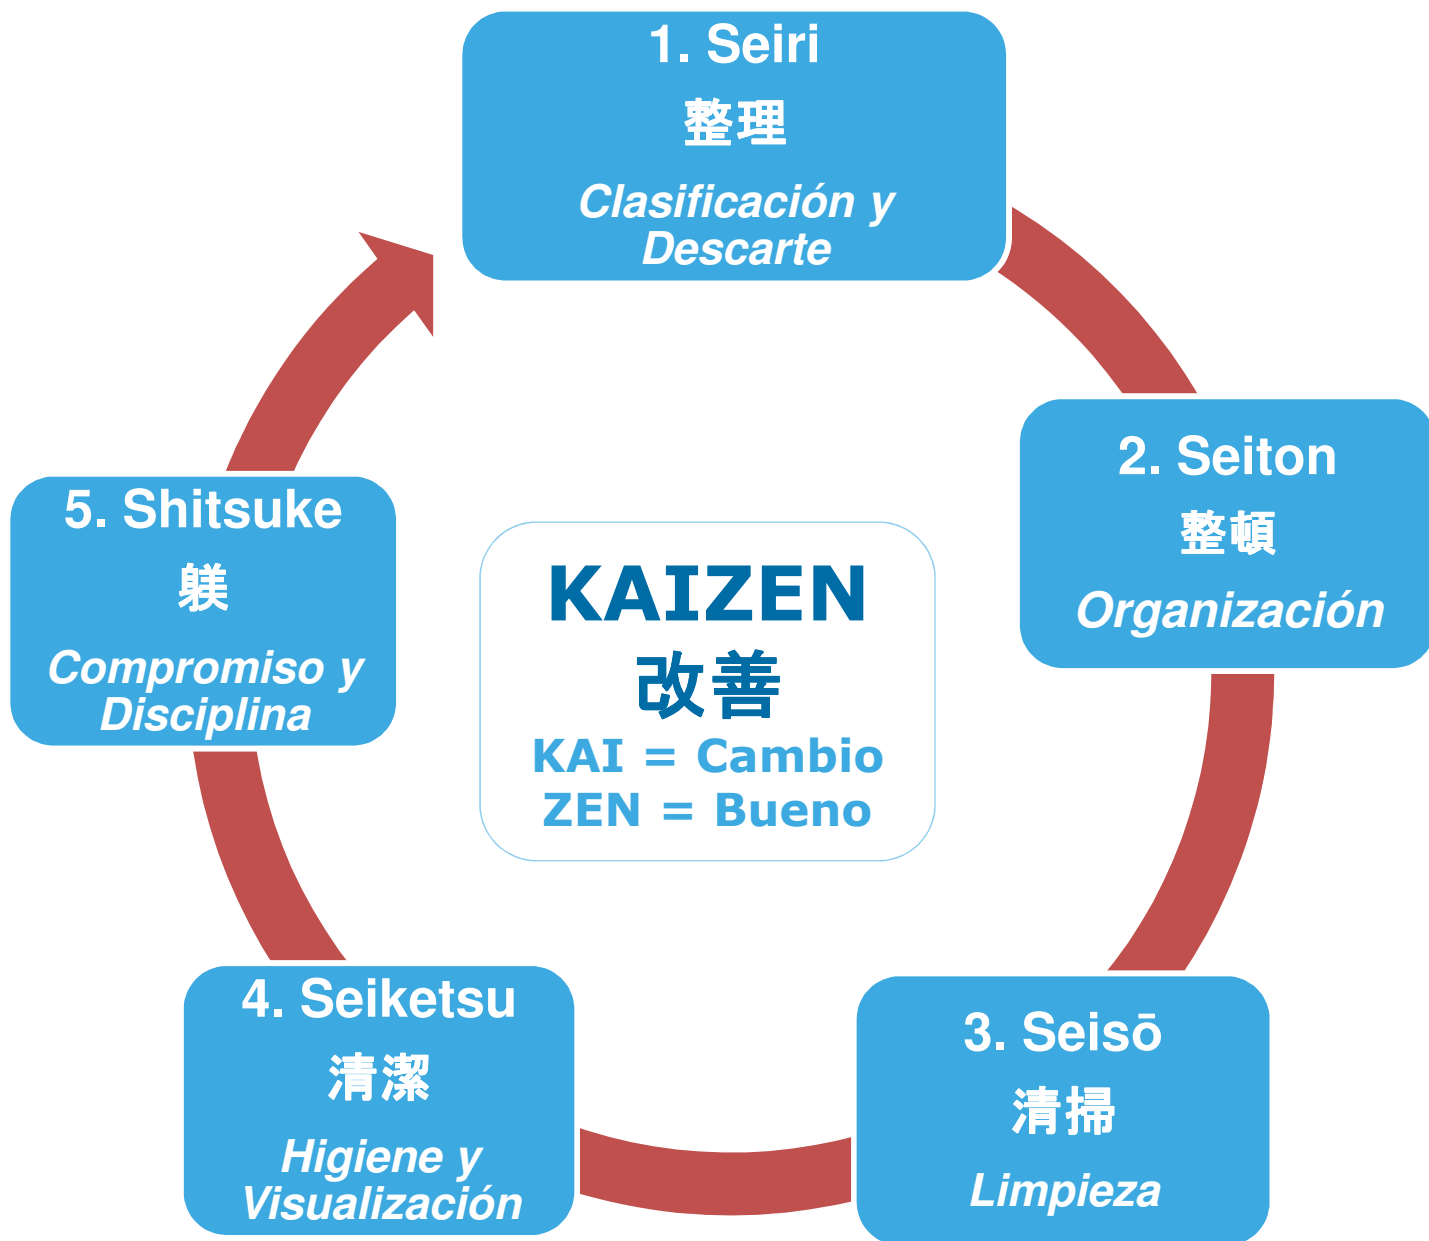 1. Seiri
整理
Clasificación y
Descarte
2. Seiton
整頓
Organización
3. Seisō
清掃
Limpieza
4. Seiketsu
清潔
Higiene y
Visualización
5. Shitsuke
躾
Compromiso y
Disciplina
KAIZEN
改善
KAI = Cambio
ZEN = Bueno